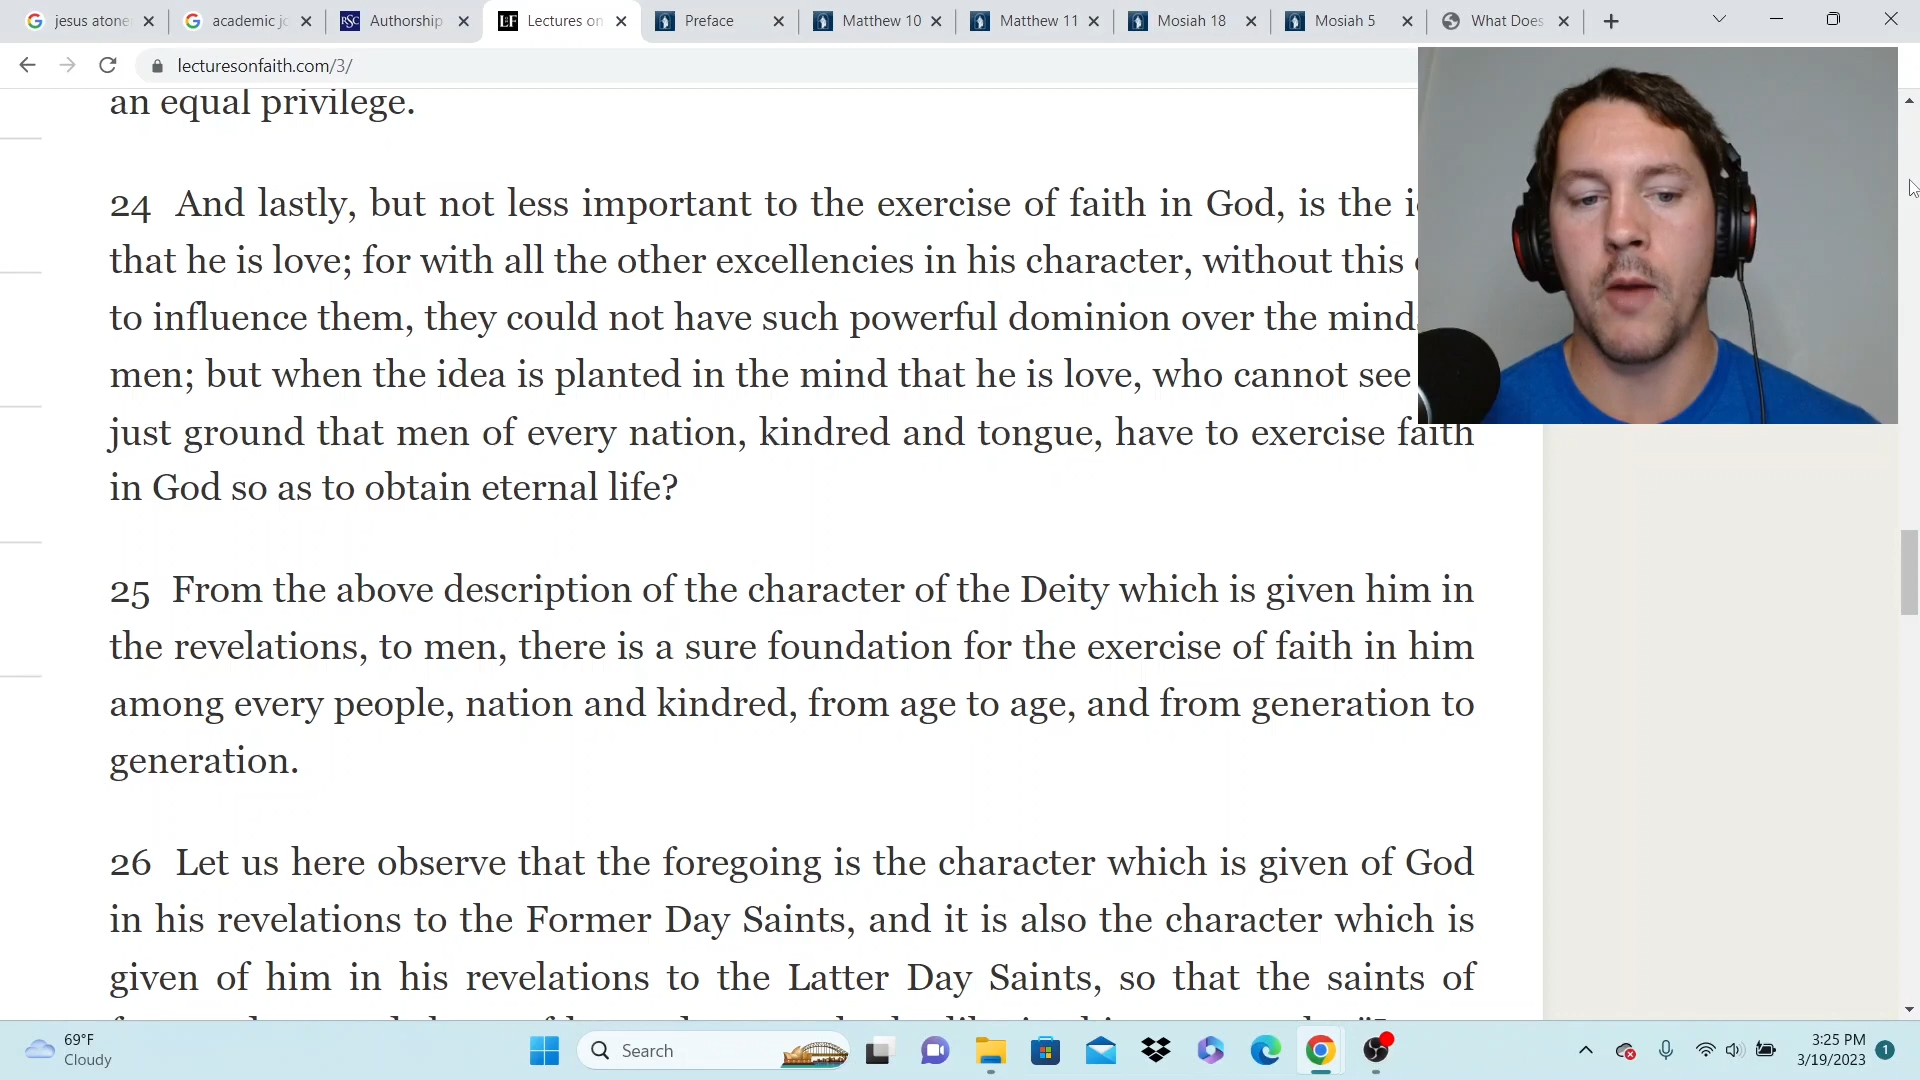 jesus atone
academic jo
RSC
Authorship
LoF
Lectures on
Preface
Matthew 10
Matthew 11
Mosiah 18
Mosiah 5
What Does
lecturesonfaith.com/3/
an equal privilege.
24 And lastly, but not less important to the exercise of faith in God, is the
that he is love; for with all the other excellencies in his character, without this
to influence them, they could not have such powerful dominion over the mind
men; but when the idea is planted in the mind that he is love, who cannot see
just ground that men of every nation, kindred and tongue, have to exercise faith
in God so as to obtain eternal life?
25 From the above description of the character of the Deity which is given him in
the revelations, to men, there is a sure foundation for the exercise of faith in him
among every people, nation and kindred, from age to age, and from generation to
generation.
26 Let us here observe that the foregoing is the character which is given of God
in his revelations to the Former Day Saints, and it is also the character which is
given of him in his revelations to the Latter Day Saints, so that the saints of
69°F
Cloudy
Search
3:25 PM
3/19/2023
1